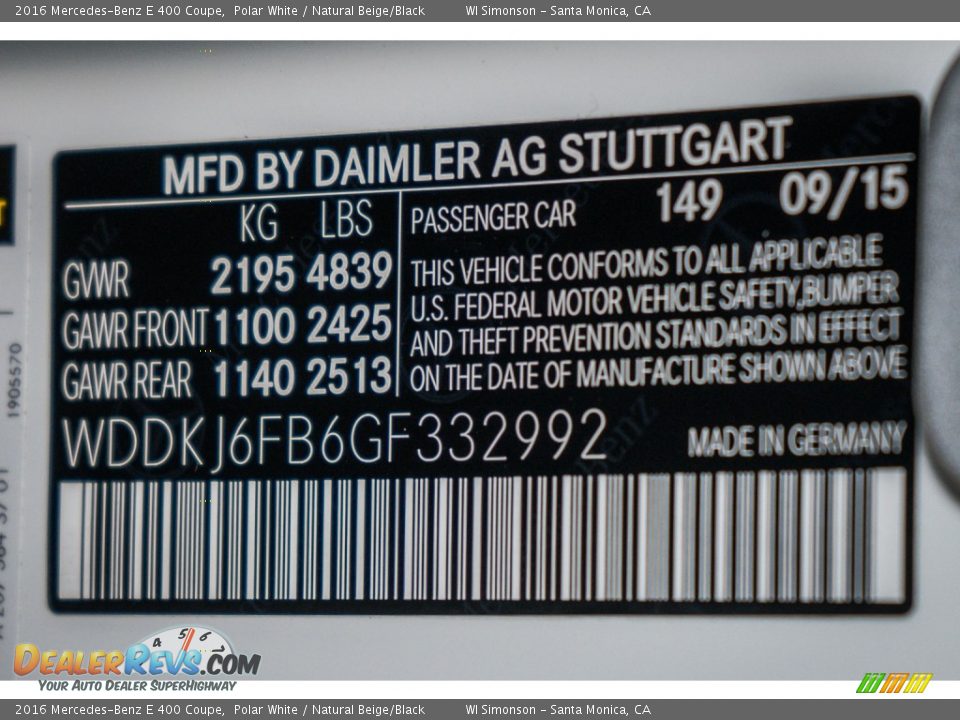 2016 Mercedes-Benz E 400 Coupe, Polar White / Natural Beige/Black WI Simonson - Santa Monica, CA
MFD BY DAIMLER AG STUTTGART
KG LBS
GVWR 2195 4839
GAWR FRONT 1100 2425
GAWR REAR 1140 2513
PASSENGER CAR 149 09/15
THIS VEHICLE CONFORMS TO ALL APPLICABLE
U.S. FEDERAL MOTOR VEHICLE SAFETY,BUMPER
AND THEFT PREVENTION STANDARDS IN EFFECT
ON THE DATE OF MANUFACTURE SHOWN ABOVE
WDDKJ6FB6GF332992
MADE IN GERMANY
1905570
4 5 6 7
DEALERREVS.COM
YOUR AUTO DEALER SUPERHIGHWAY
2016 Mercedes-Benz E 400 Coupe, Polar White / Natural Beige/Black WI Simonson - Santa Monica, CA